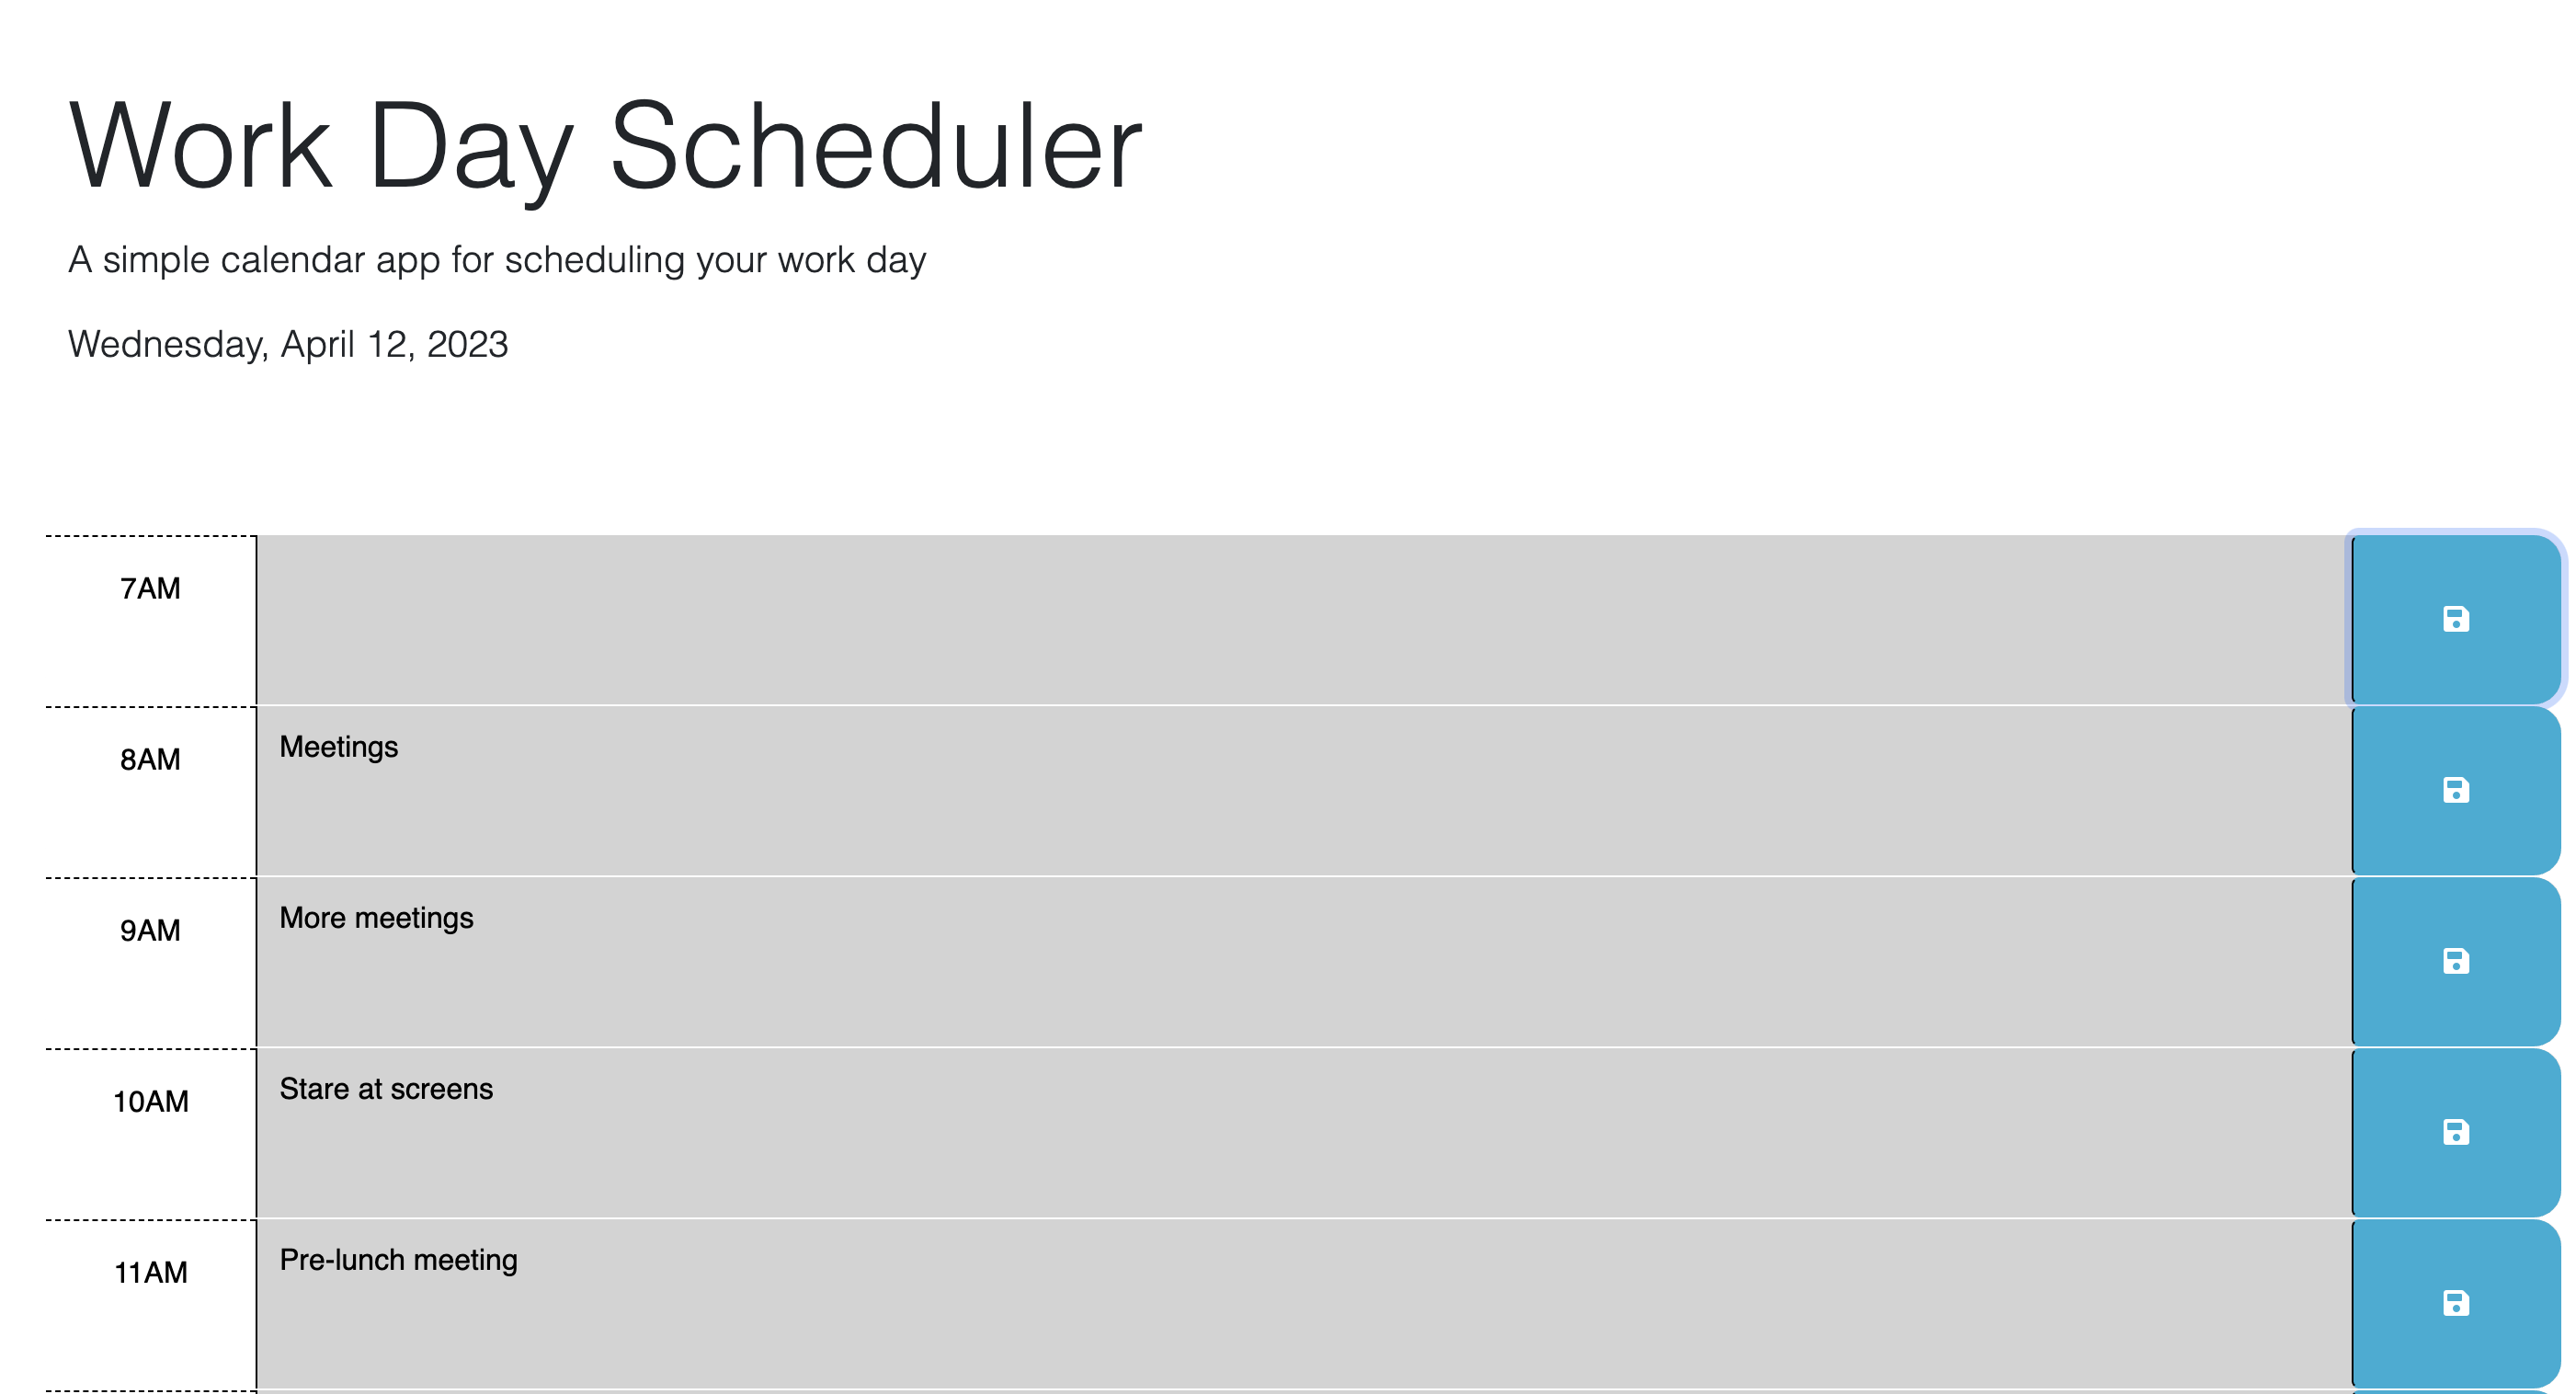 Work Day Scheduler
A simple calendar app for scheduling your work day
Wednesday, April 12, 2023
7AM
8AM
Meetings
9AM
More meetings
10AM
Stare at screens
11AM
Pre-lunch meeting